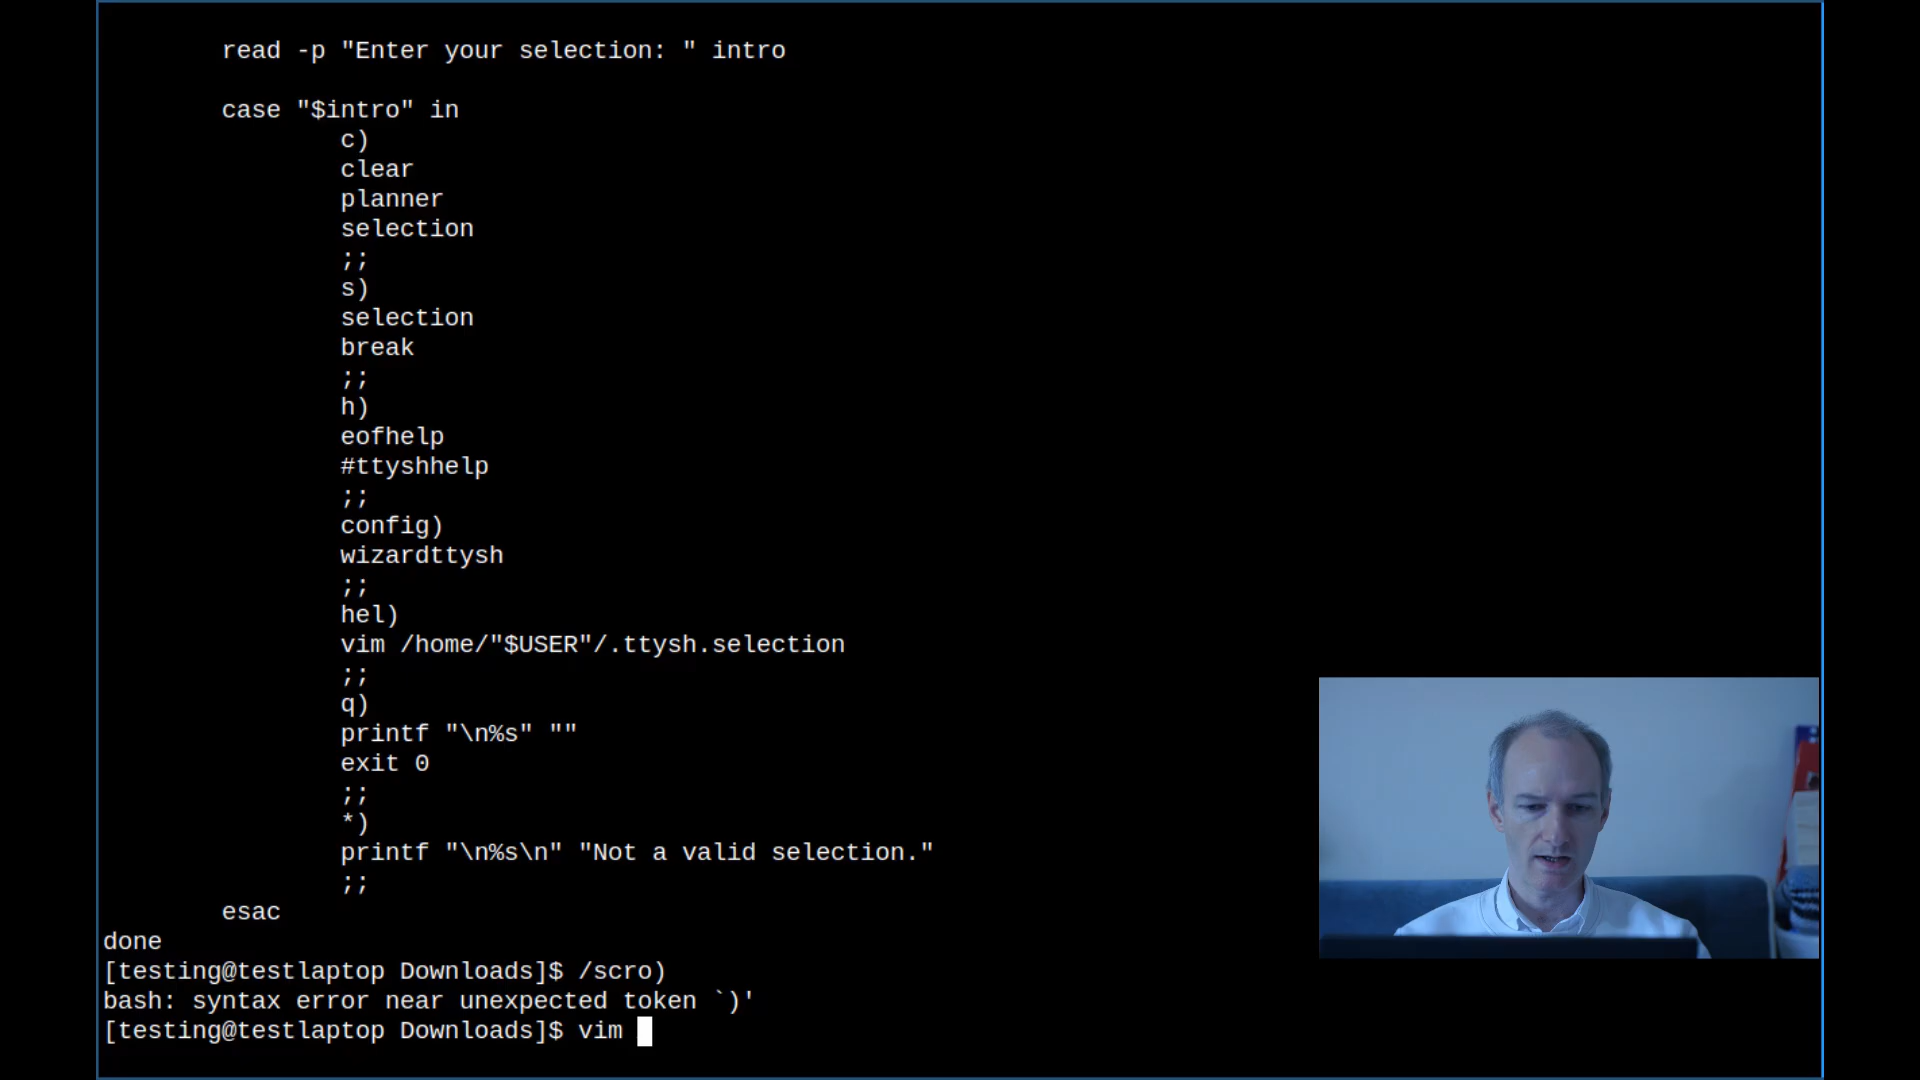 read -p "Enter your selection: " intro
case "$intro" in
c)
clear
planner
selection
;;
s)
selection
break
;;
h)
eofhelp
#ttyshhelp
;;
config)
wizardttysh
;;
hel)
vim /home/"$USER"/.ttysh.selection
;;
q)
printf "\n%s" ""
exit 0
;;
*)
printf "\n%s\n" "Not a valid selection."
;;
esac
done
[testing@testlaptop Downloads]$ /scro)
bash: syntax error near unexpected token `)'
[testing@testlaptop Downloads]$ vim